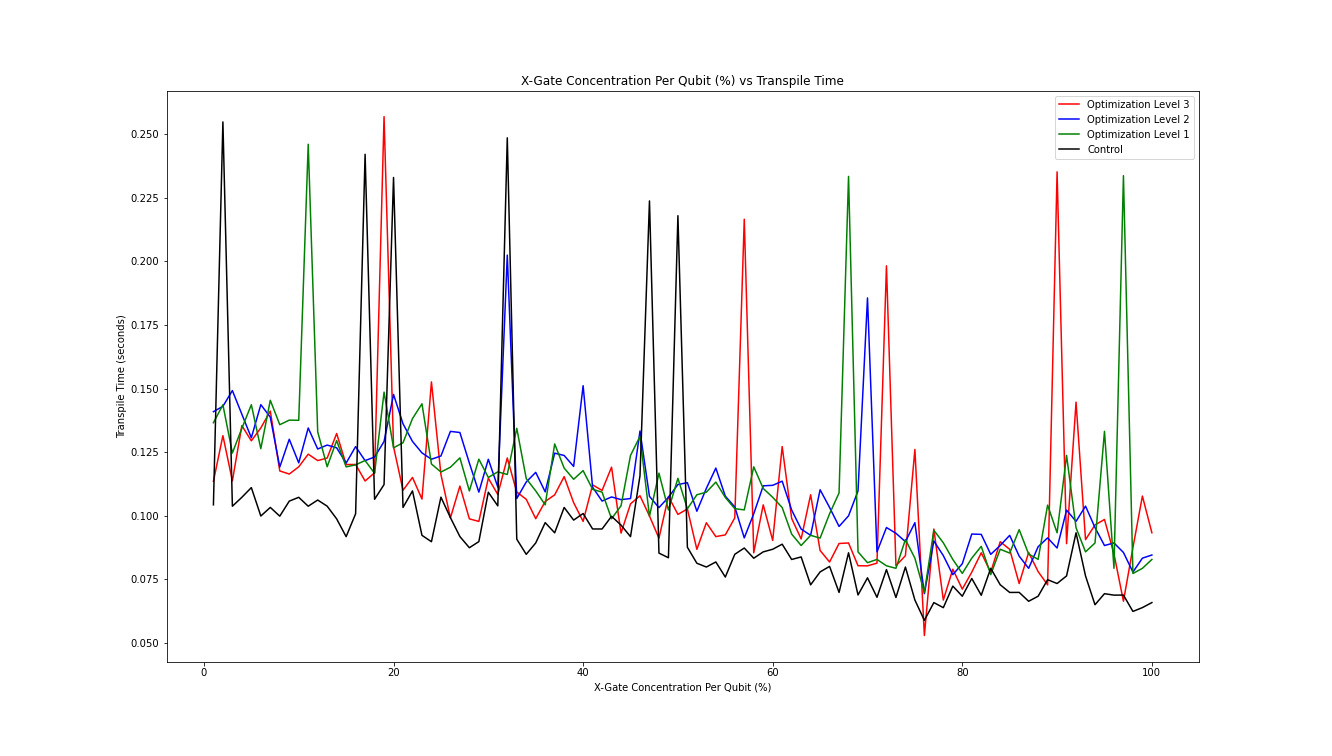 X-Gate Concentration Per Qubit (%) vs Transpile Time
Optimization Level 3
Optimization Level 2
Optimization Level 1
Control
Transpile Time (seconds)
0.250
0.225
0.200
0.175
0.150
0.125
0.100
0.075
0.050
0
20
40
60
80
100
X-Gate Concentration Per Qubit (%)